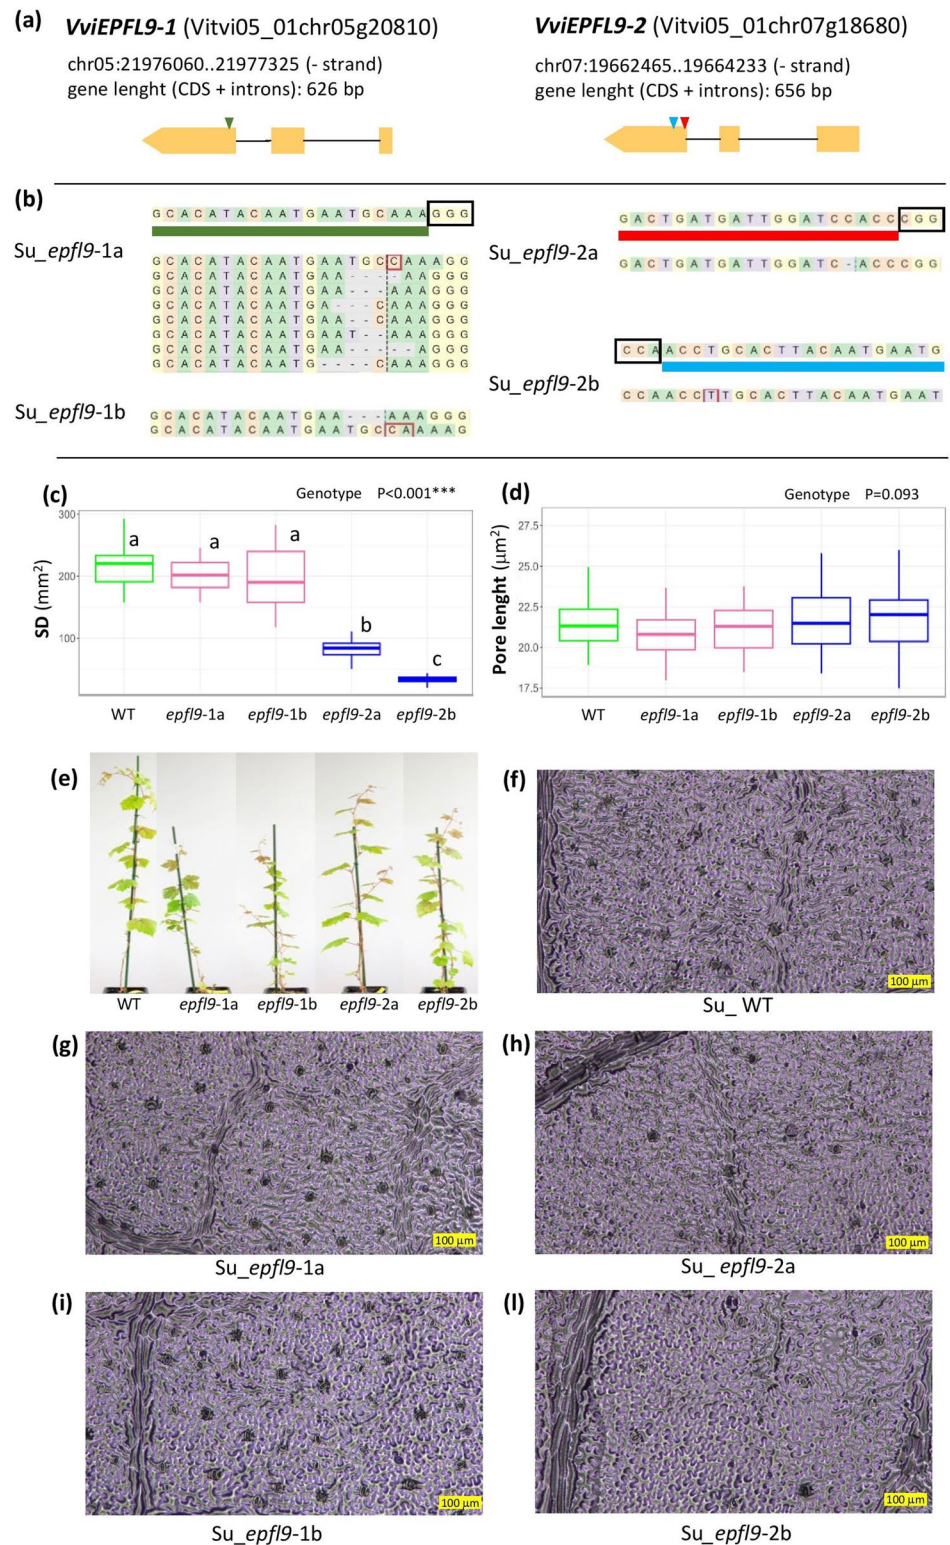 (a)
VviEPFL9-1 (Vitvi05_01chr05g20810)
chr05:21976060..21977325 (- strand)
gene lenght (CDS + introns): 626 bp
VviEPFL9-2 (Vitvi05_01chr07g18680)
chr07:19662465..19664233 (- strand)
gene lenght (CDS + introns): 656 bp
(b)
G C A C A T A C A A T G A A T G C A A A G G G
Su_epfl9-1a
G C A C A T A C A A T G A A T G C C A A A G G
G C A C A T A C A A T G A A - - - - A A G G G
G C A C A T A C A A T G A A - - - A A A G G G
G C A C A T A C A A T G A - - - C A A A G G G
G C A C A T A C A A T G A A - - C A A A G G G
G C A C A T A C A A T G A A T - - A A A G G G
G C A C A T A C A A T G A A - - - - - A G G G
G C A C A T A C A A T G - - - - C A A A G G G
Su_epfl9-1b
G C A C A T A C A A T G A A - - - A A A G G G
G C A C A T A C A A T G A A T G C C A A A A G
G A C T G A T G A T T G G A T C C A C C C G G
Su_epfl9-2a
G A C T G A T G A T T G G A T C - A C C C G G
C C A A C C T G C A C T T A C A A T G A A T G
Su_epfl9-2b
C C A A C C T T G C A C T T A C A A T G A A T
(c)
Genotype P<0.001***
SD (mm²)
300
200
100
a
a
a
b
c
WT
epfl9-1a
epfl9-1b
epfl9-2a
epfl9-2b
(d)
Genotype P=0.093
Pore lenght (μm²)
27.5
25.0
22.5
20.0
17.5
WT
epfl9-1a
epfl9-1b
epfl9-2a
epfl9-2b
(e)
WT
epfl9-1a
epfl9-1b
epfl9-2a
epfl9-2b
(f)
100 μm
Su_ WT
(g)
100 μm
Su_epfl9-1a
(h)
100 μm
Su_ epfl9-2a
(i)
100 μm
Su_epfl9-1b
(l)
100 μm
Su_epfl9-2b